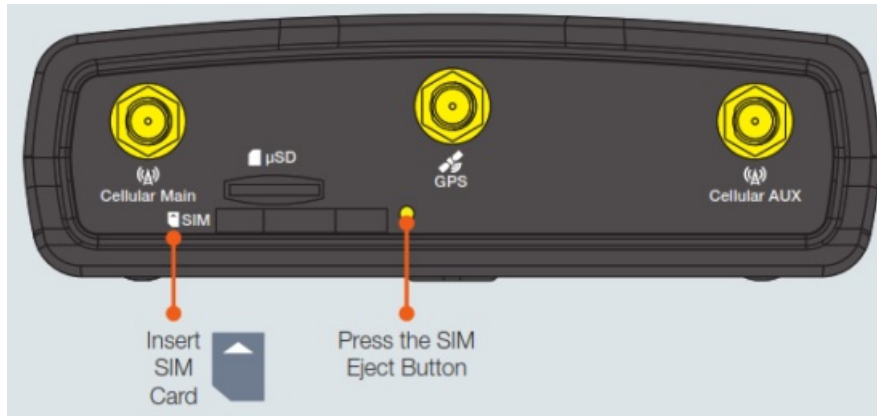 µSD
GPS
Cellular Main
Cellular AUX
SIM
Insert
SIM
Card
Press the SIM
Eject Button